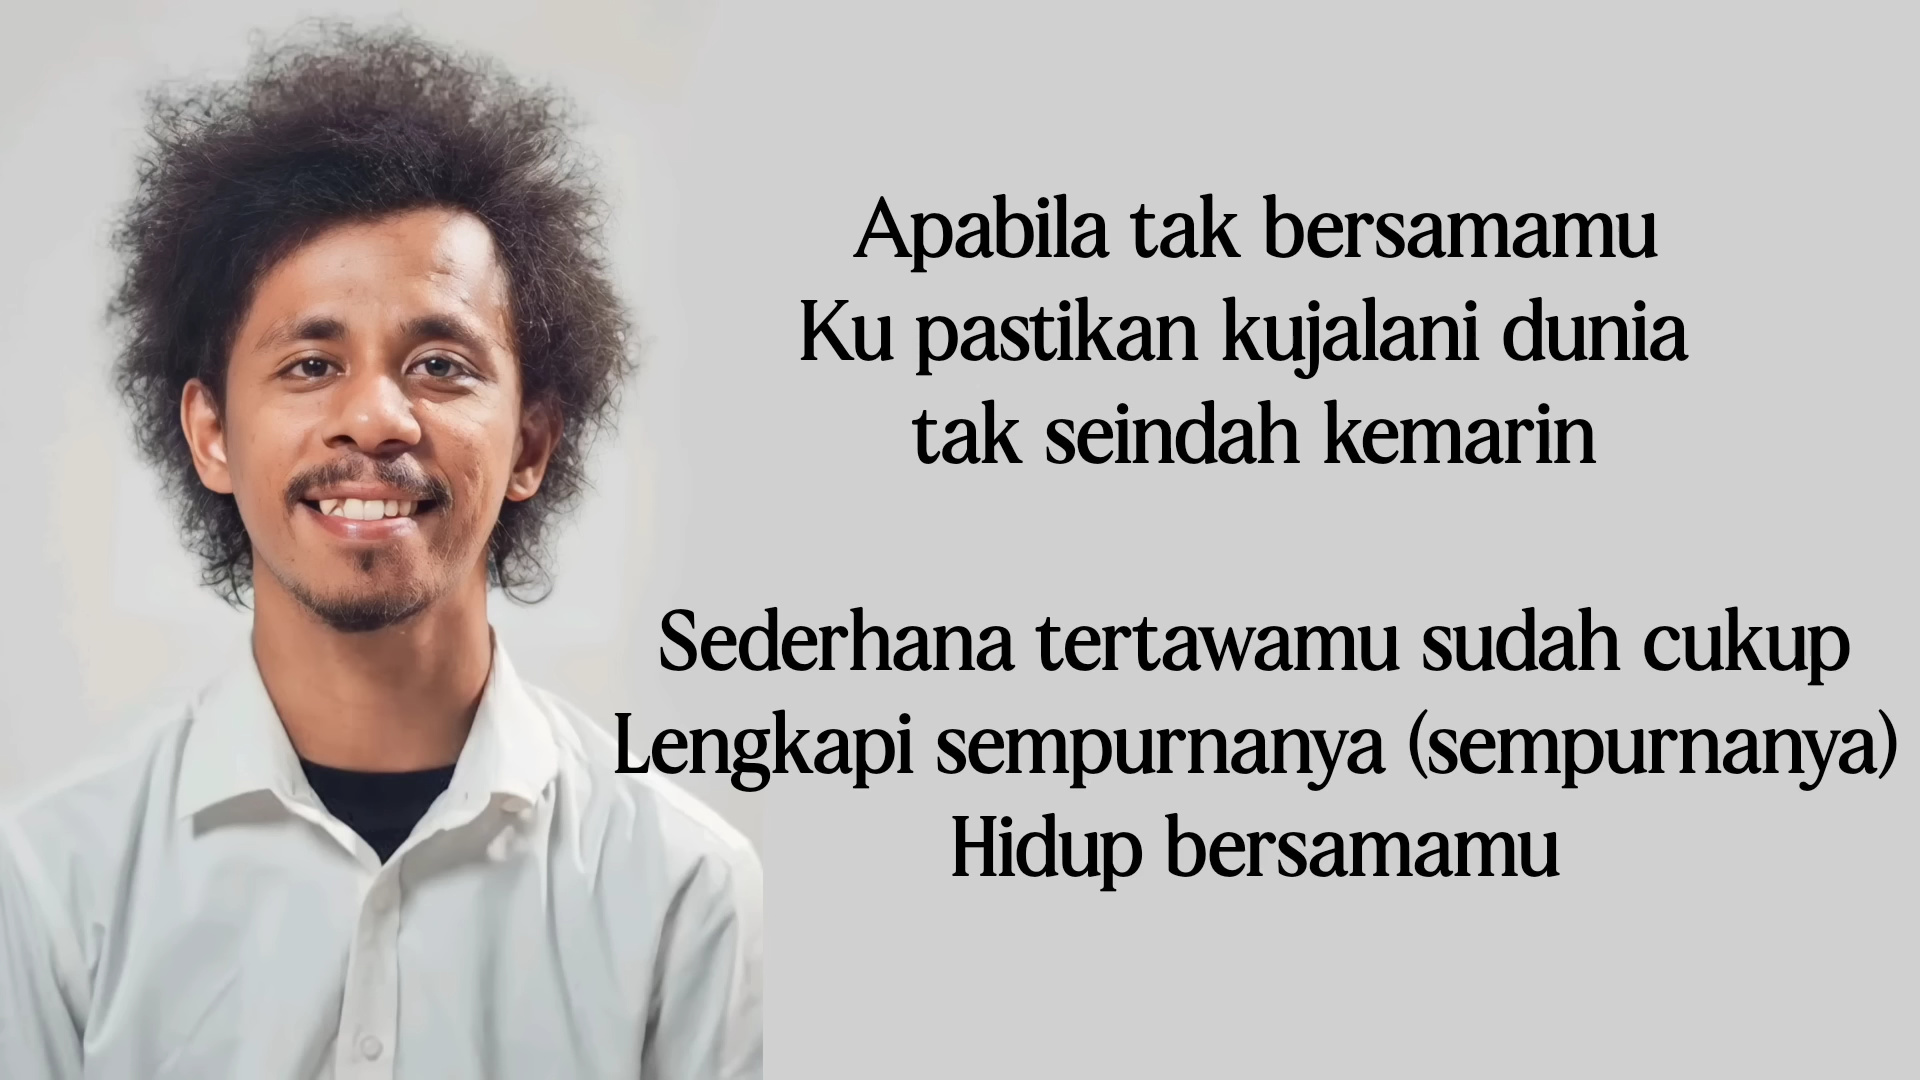 Apabila tak bersamamu
Ku pastikan kujalani dunia
tak seindah kemarin
Sederhana tertawamu sudah cukup
Lengkapi sempurnanya (sempurnanya)
Hidup bersamamu